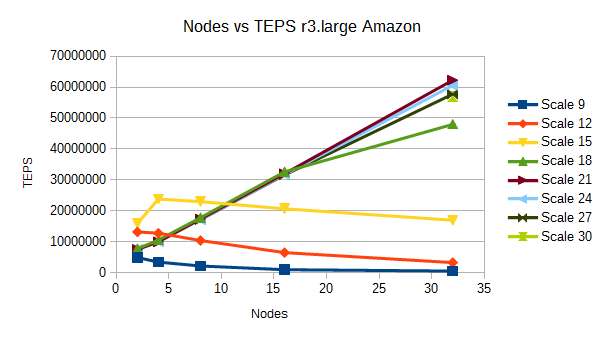 Nodes vs TEPS r3.large Amazon
70000000
60000000
50000000
40000000
30000000
20000000
10000000
0
TEPS
0 5 10 15 20 25 30 35
Nodes
Scale 9
Scale 12
Scale 15
Scale 18
Scale 21
Scale 24
Scale 27
Scale 30